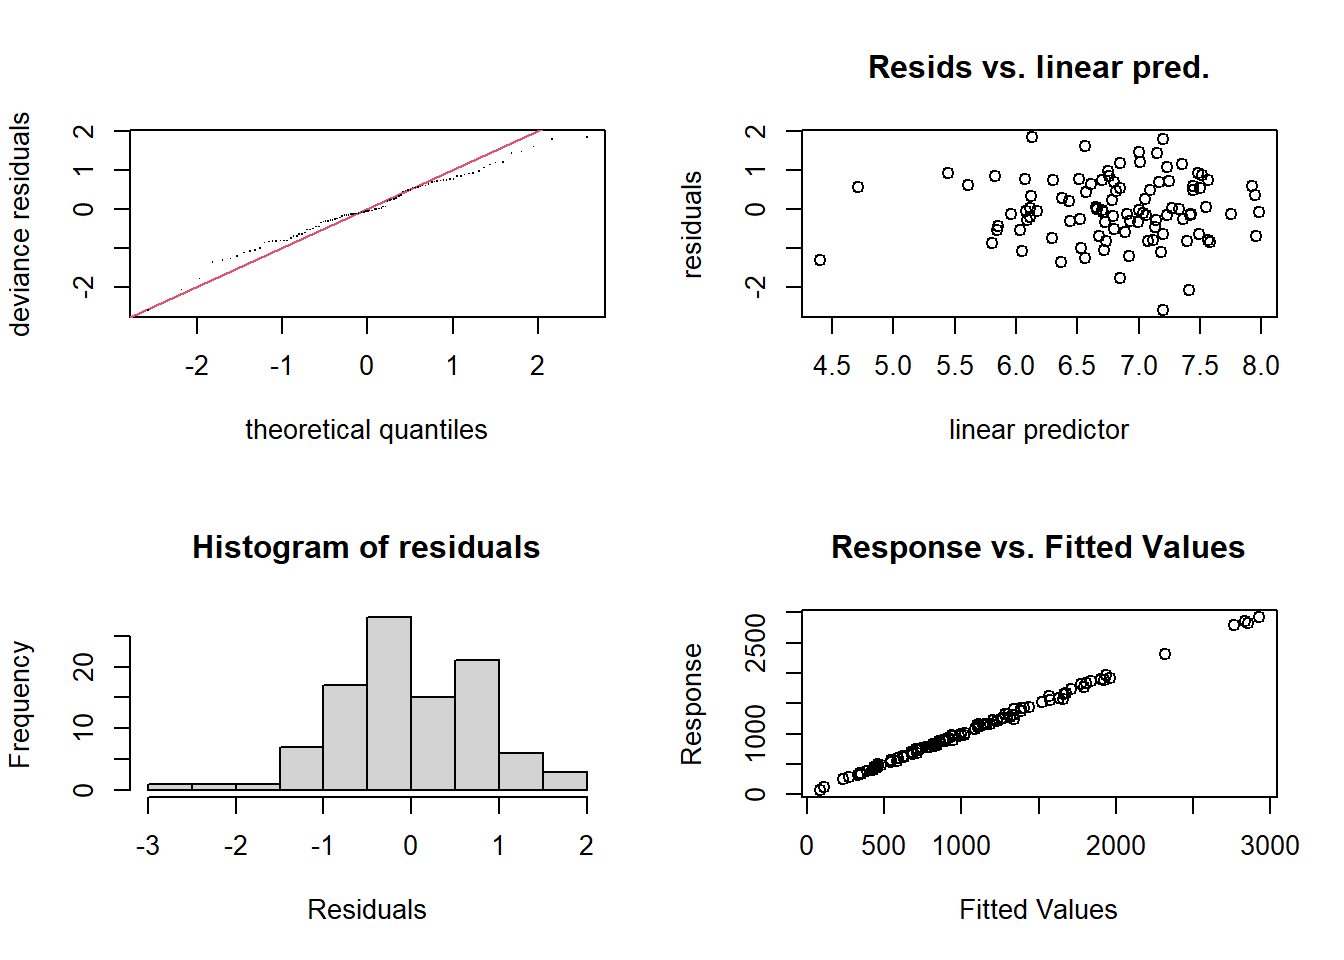 deviance residuals
2
1
0
-2
-2 -1 0 1 2
theoretical quantiles
Resids vs. linear pred.
residuals
2
1
0
-2
4.5 5.0 5.5 6.0 6.5 7.0 7.5 8.0
linear predictor
Histogram of residuals
Frequency
20
10
0
-3 -2 -1 0 1 2
Residuals
Response vs. Fitted Values
Response
2500
1000
0
0 500 1000 2000 3000
Fitted Values